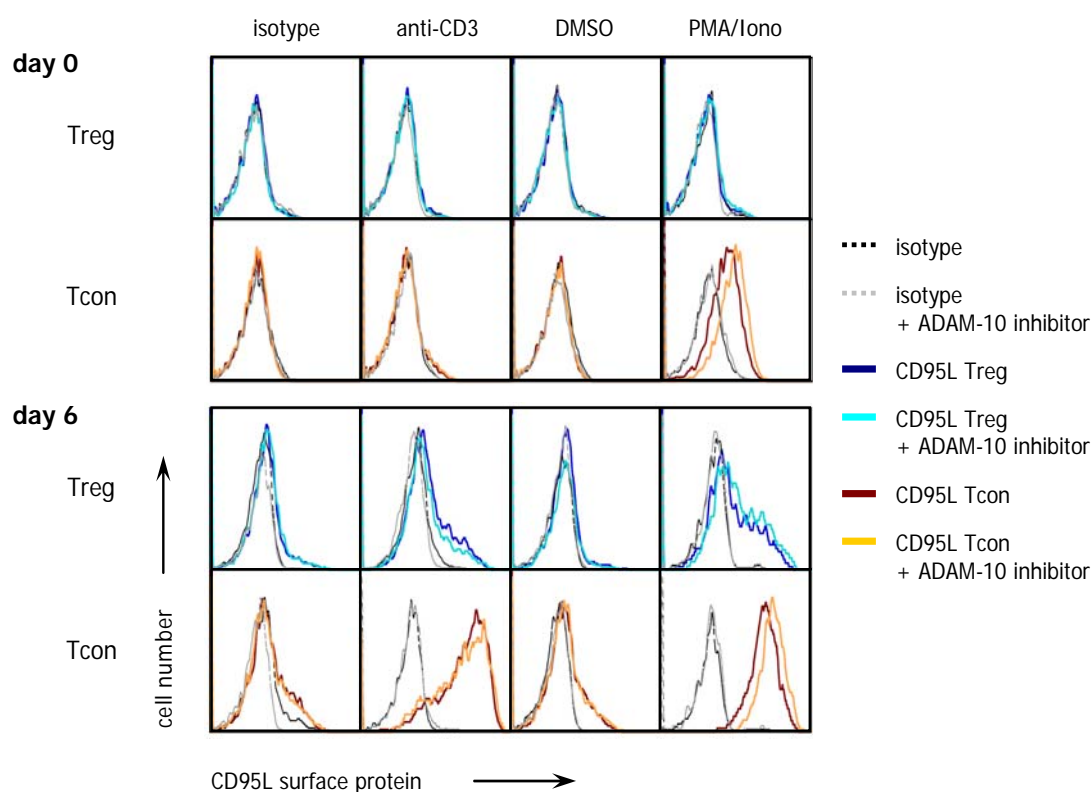 isotype anti-CD3 DMSO PMA/Iono
day 0
Treg
Tcon
day 6
Treg
Tcon
cell number
CD95L surface protein
isotype
isotype
+ ADAM-10 inhibitor
CD95L Treg
CD95L Treg
+ ADAM-10 inhibitor
CD95L Tcon
CD95L Tcon
+ ADAM-10 inhibitor